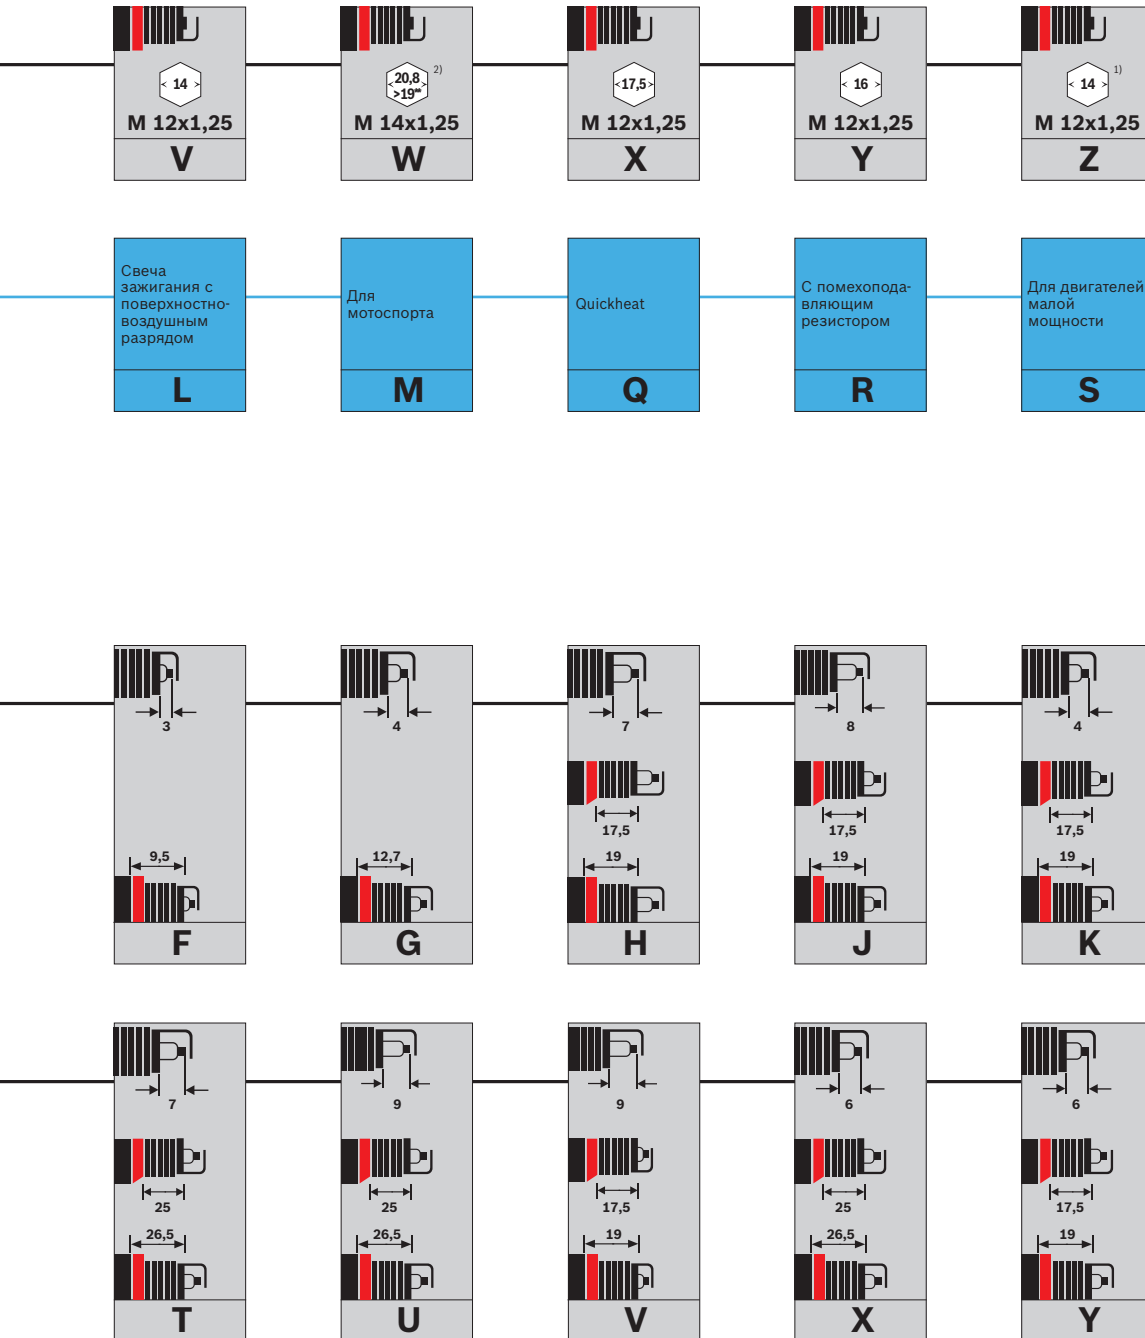 14
20,8 2)
>19**
17,5
16
14 1)
M 12x1,25 M 14x1,25 M 12x1,25 M 12x1,25 M 12x1,25
V W X Y Z
Свеча
зажигания с
поверхностно-
воздушным
разрядом
L
Для
мотоспорта
M
Quickheat
Q
С помехопода-
вляющим
резистором
R
Для двигателей
малой
мощности
S
3
9,5
F
4
12,7
G
7
17,5
19
H
8
17,5
19
J
4
17,5
19
K
7
25
26,5
T
9
25
26,5
U
9
17,5
19
V
6
25
26,5
X
6
17,5
19
Y